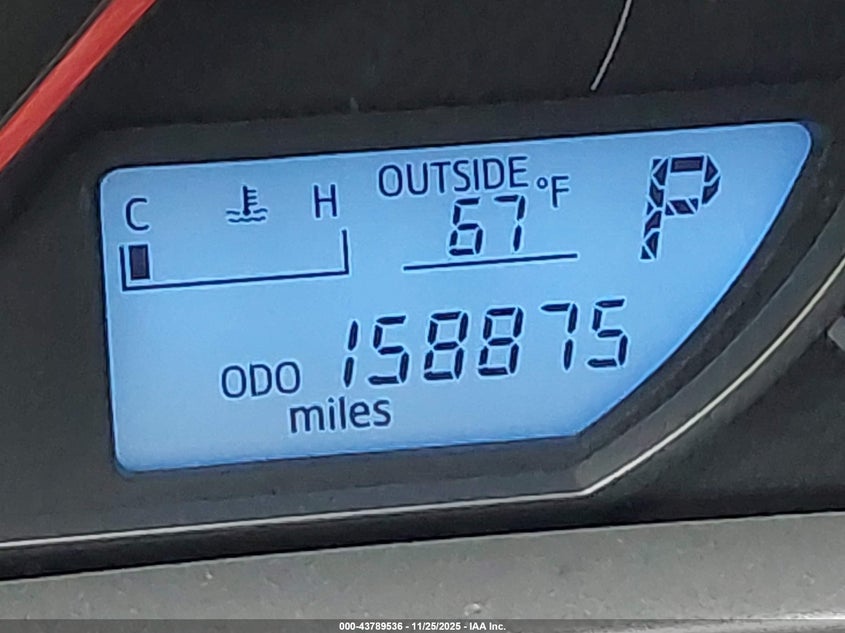 C H
OUTSIDE °F
67
P
ODO 158875
miles
000-43789536 - 11/25/2025 - IAA Inc.